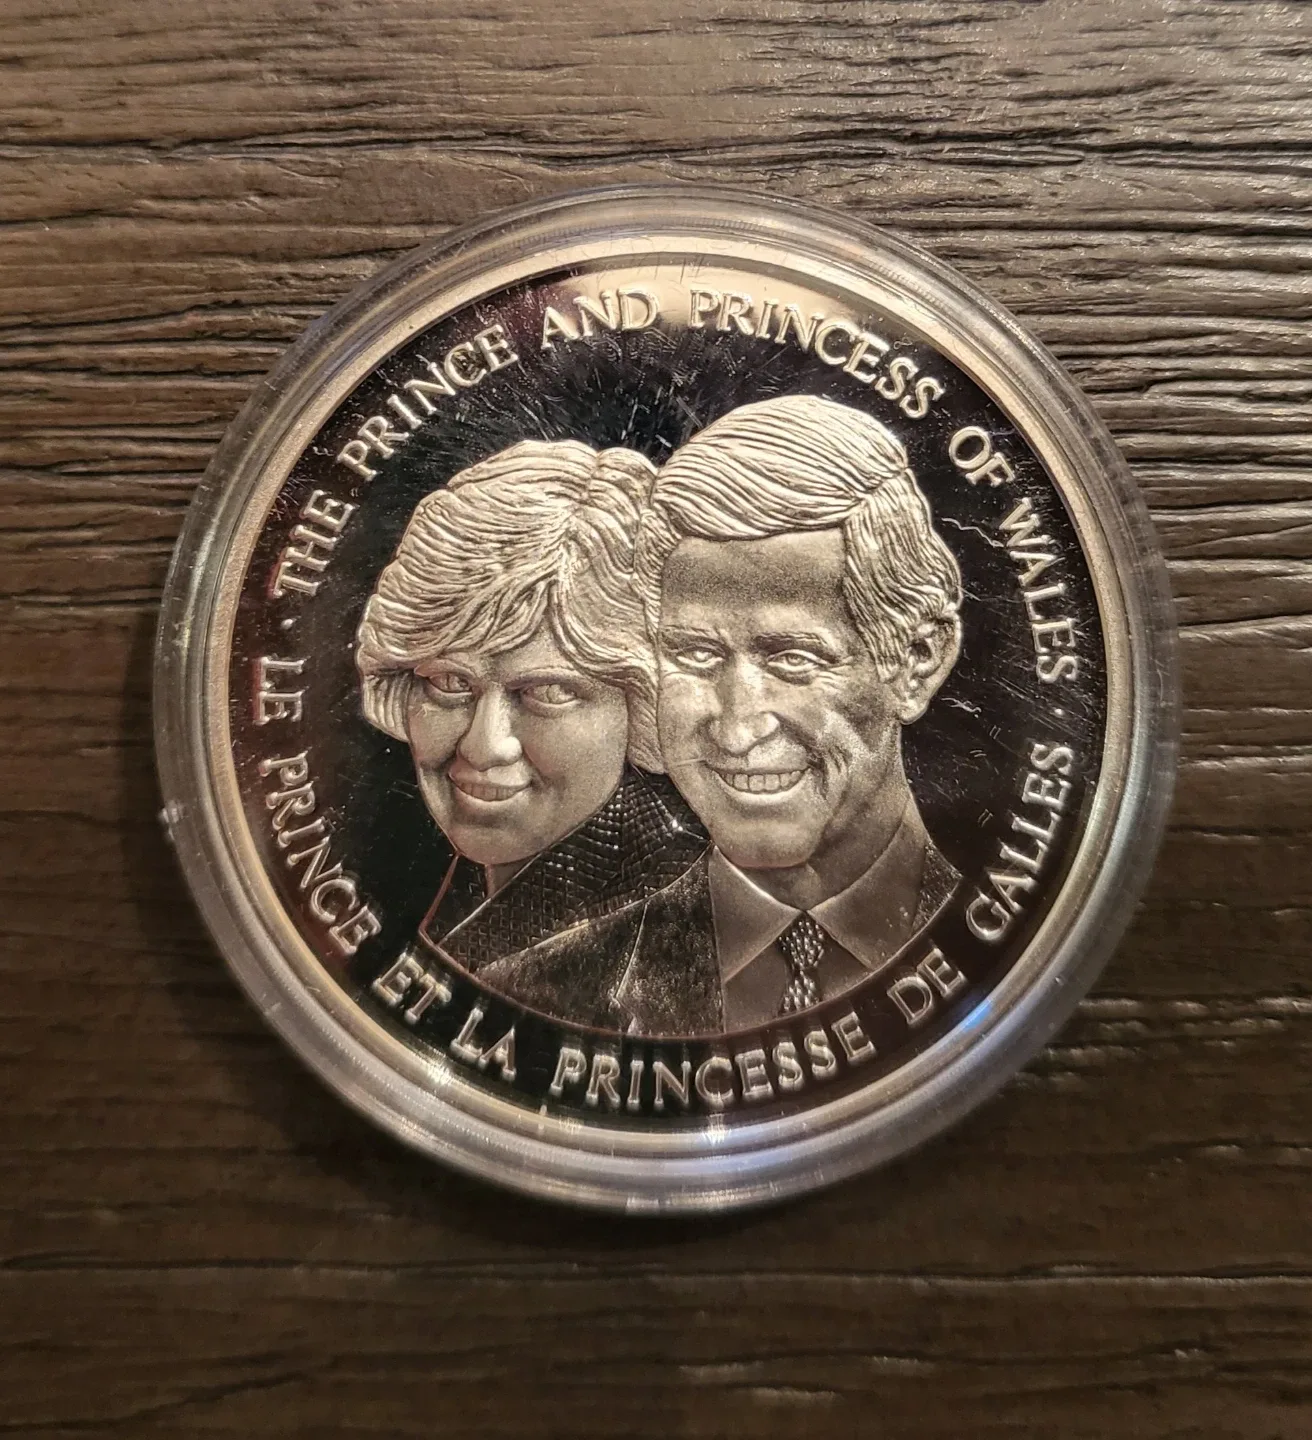 THE PRINCE AND PRINCESS OF WALES ·
LE PRINCE ET LA PRINCESSE DE GALLES ·